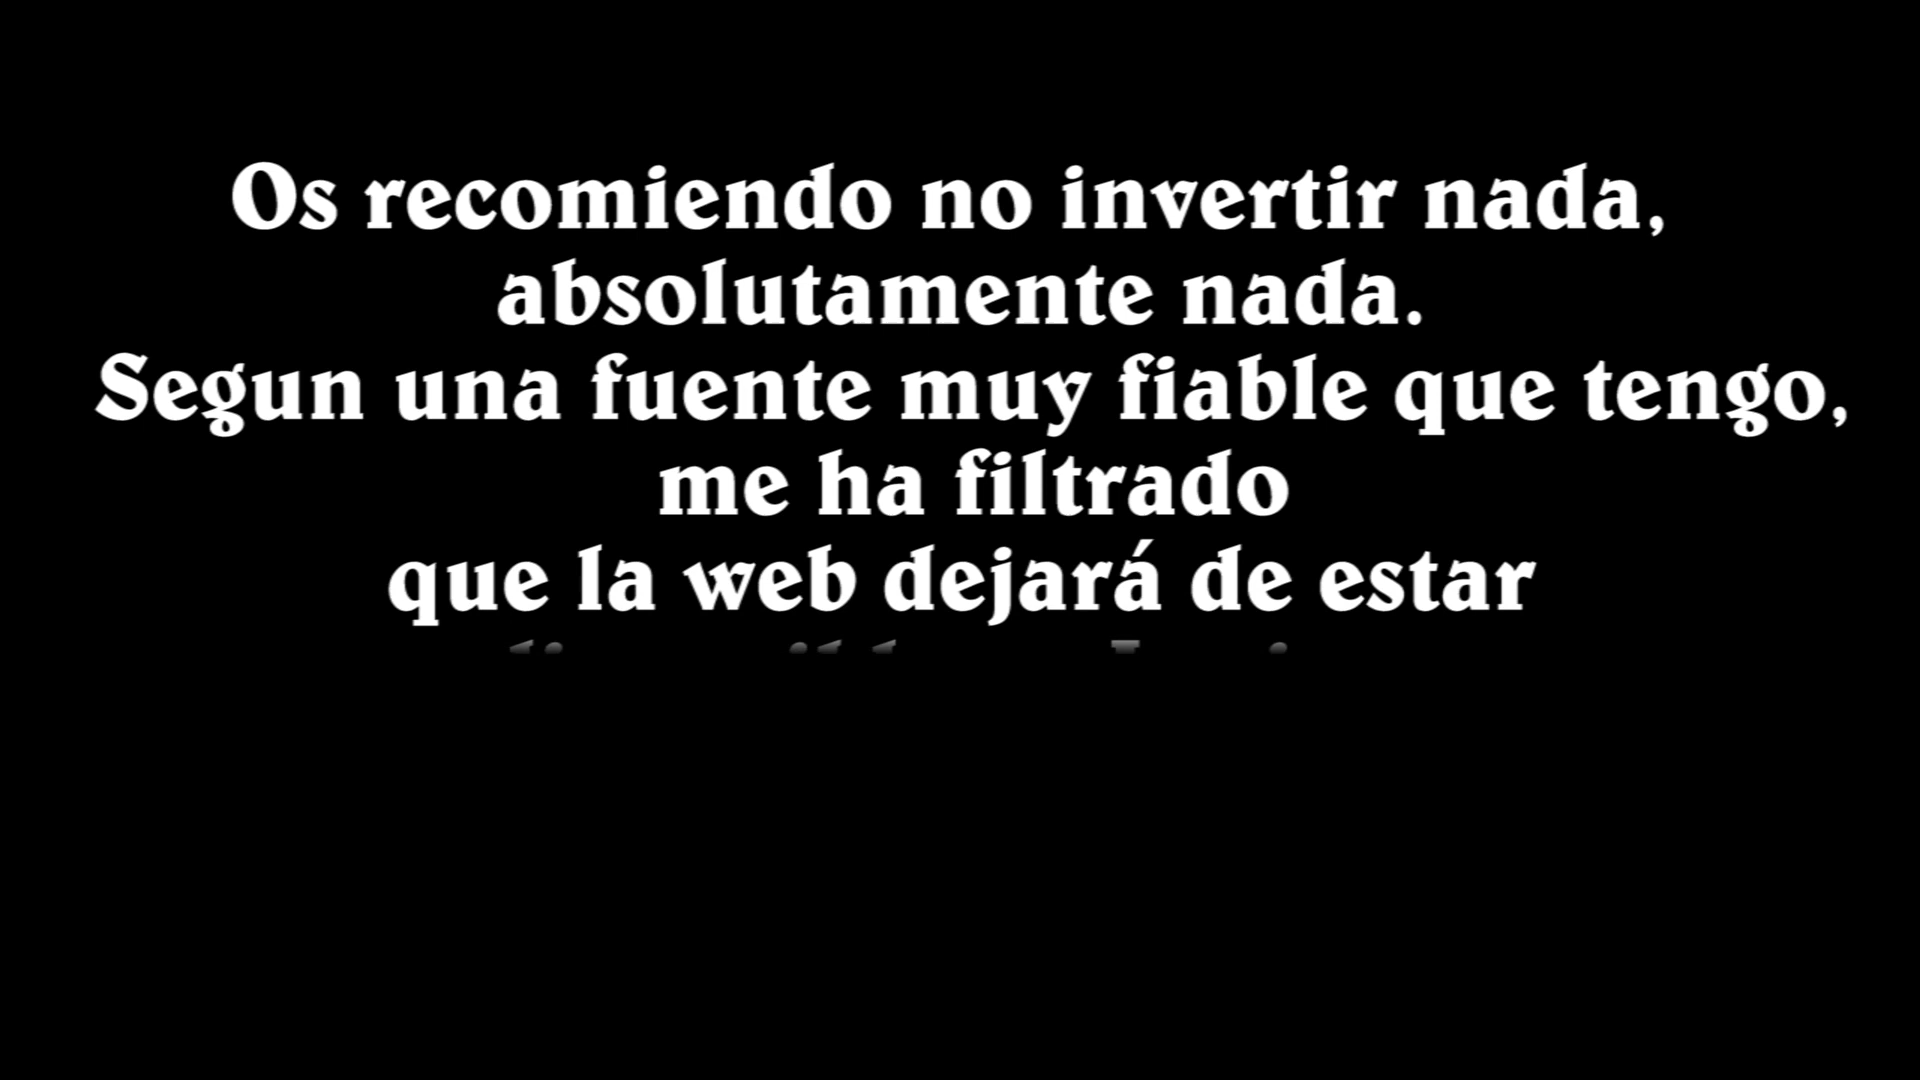 Os recomiendo no invertir nada,
absolutamente nada.
Segun una fuente muy fiable que tengo,
me ha filtrado
que la web dejará de estar